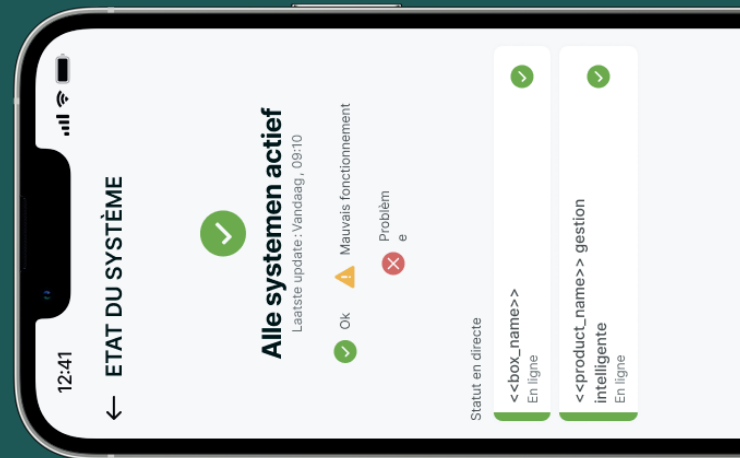 12:41
← ETAT DU SYSTÈME
Alle systemen actief
Laatste update: Vandaag, 09:10
Ok
Mauvais fonctionnement
Problèm
e
Statut en directe
<<box_name>>
En ligne
<<product_name>> gestion
intelligente
En ligne